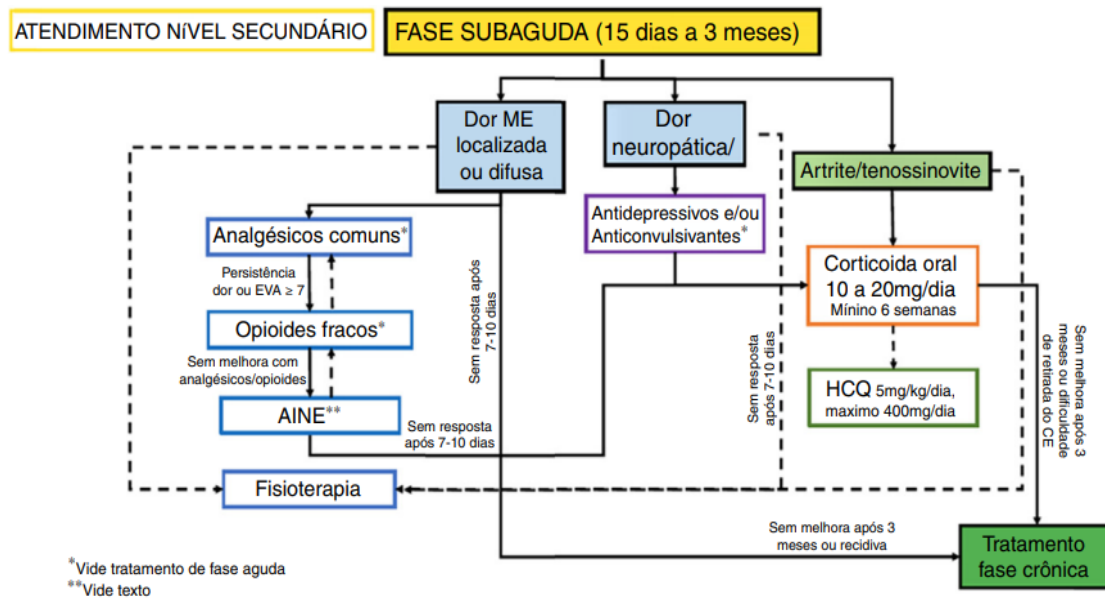 ATENDIMENTO NíVEL SECUNDÁRIO
FASE SUBAGUDA (15 dias a 3 meses)
Dor ME
localizada
ou difusa
Dor
neuropática/
Artrite/tenossinovite
Analgésicos comuns*
Antidepressivos e/ou
Anticonvulsivantes*
Persistência
dor ou EVA ≥ 7
Corticoida oral
10 a 20mg/dia
Mínino 6 semanas
Opioides fracos*
Sem melhora com
analgésicos/opioides
Sem resposta após
7-10 dias
Sem resposta
após 7-10 dias
Sem melhora após 3
meses ou dificuldade
de retirada do CE
HCQ 5mg/kg/dia,
maximo 400mg/dia
AINE**
Sem resposta
após 7-10 dias
Fisioterapia
Sem melhora após 3
meses ou recidiva
Tratamento
fase crônica
*Vide tratamento de fase aguda
**Vide texto